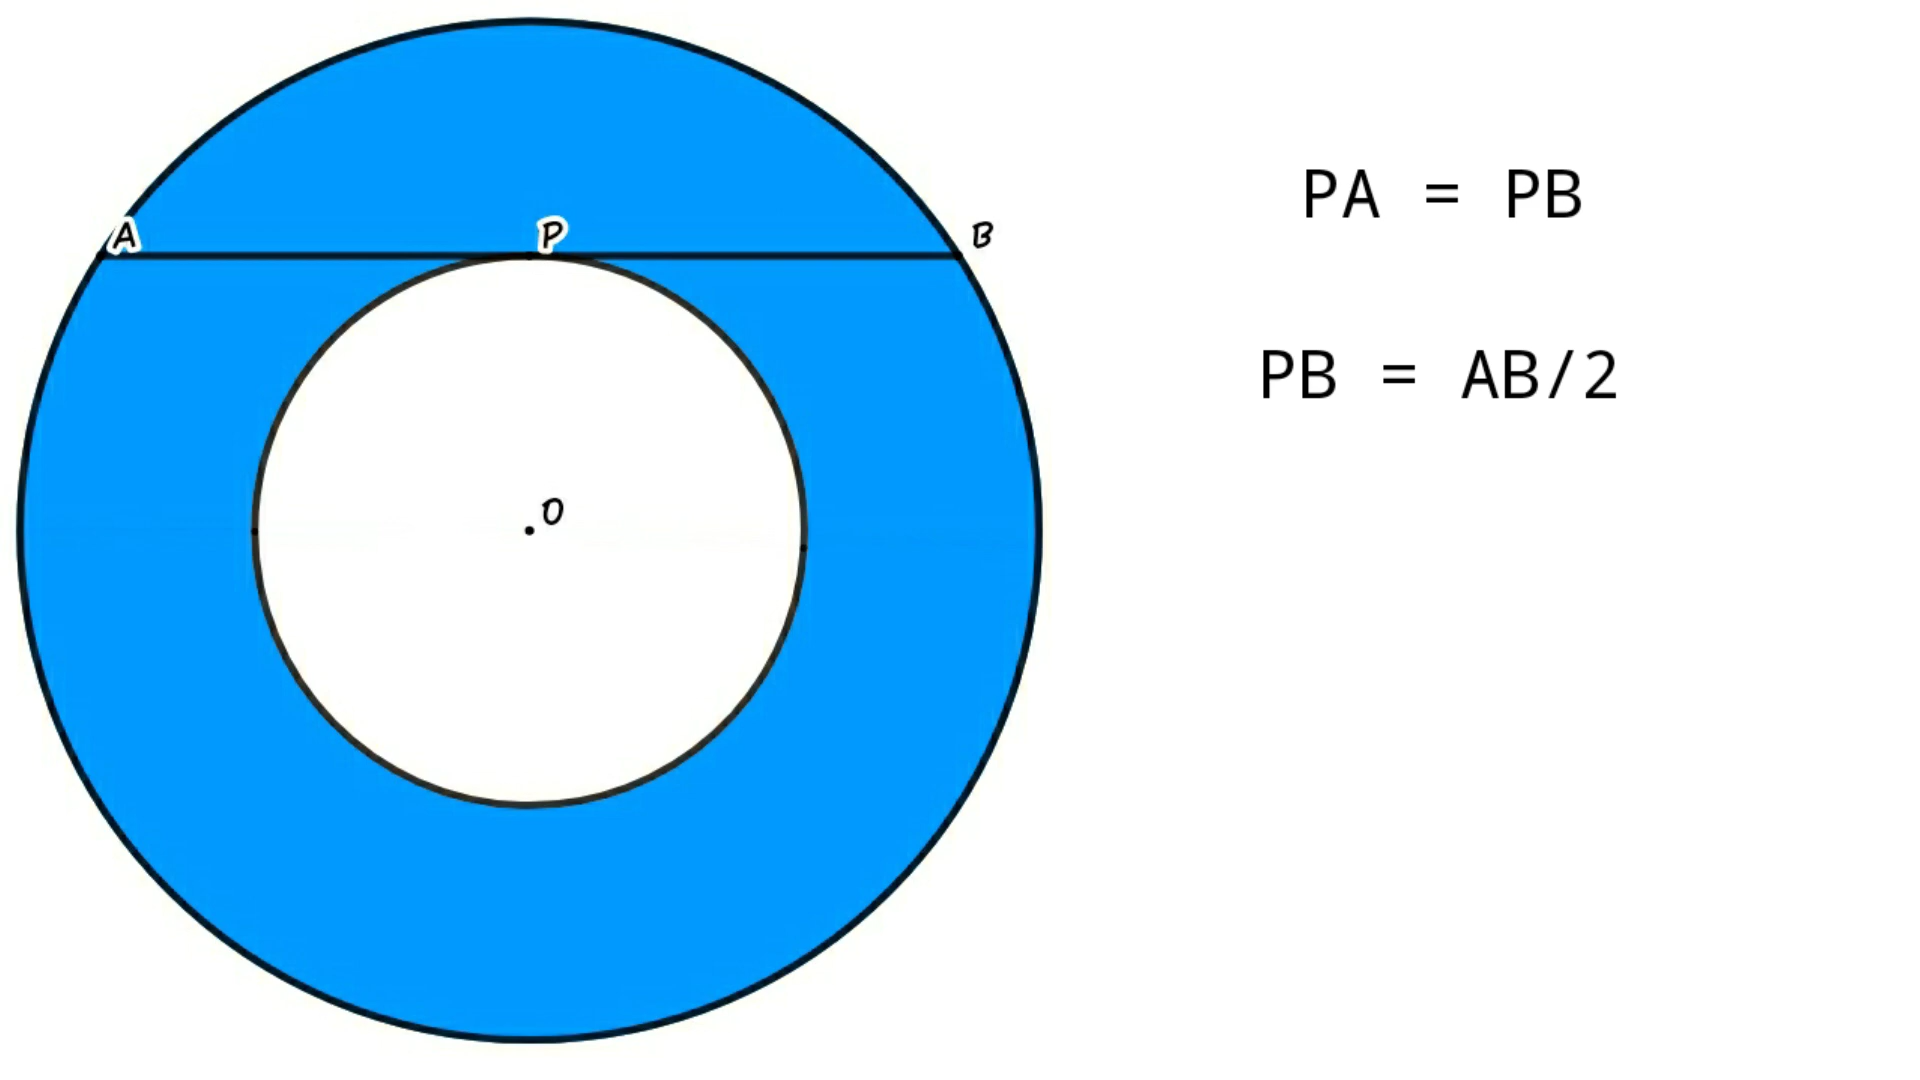 A P B
O
PA = PB
PB = AB/2